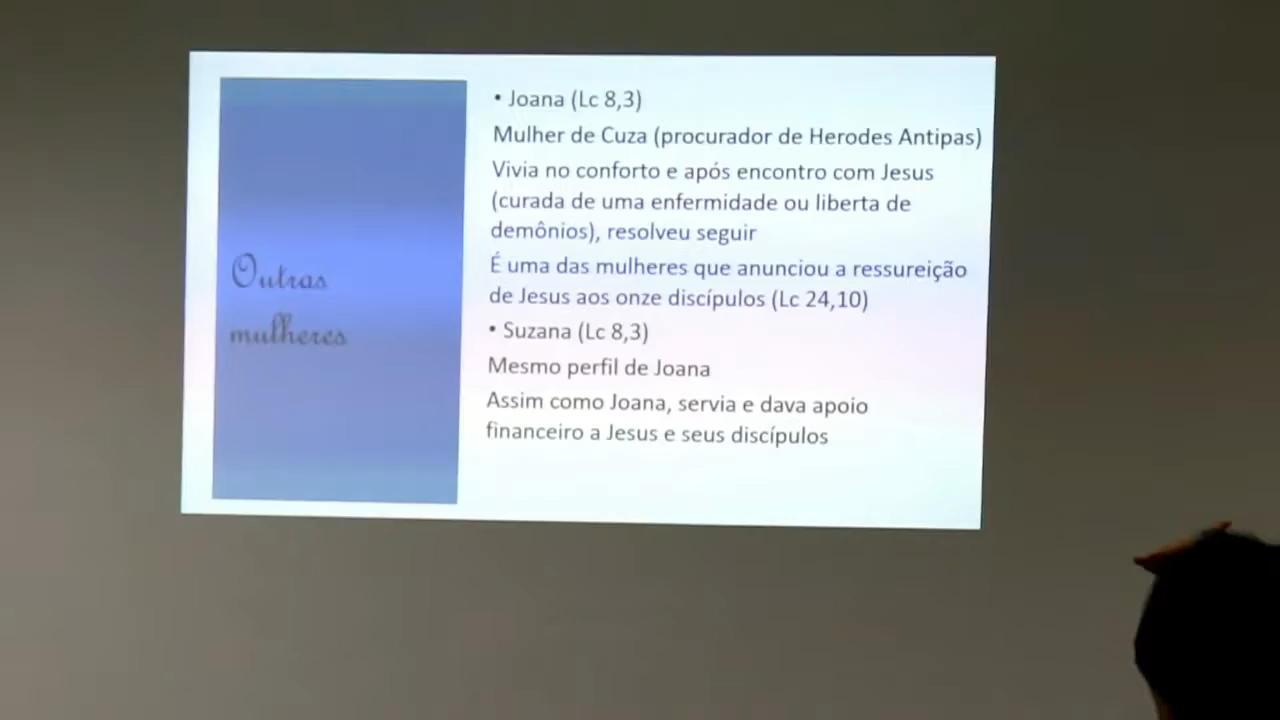 Outras
mulheres
• Joana (Lc 8,3)
Mulher de Cuza (procurador de Herodes Antipas)
Vivia no conforto e após encontro com Jesus
(curada de uma enfermidade ou liberta de
demônios), resolveu seguir
É uma das mulheres que anunciou a ressureição
de Jesus aos onze discípulos (Lc 24,10)
• Suzana (Lc 8,3)
Mesmo perfil de Joana
Assim como Joana, servia e dava apoio
financeiro a Jesus e seus discípulos